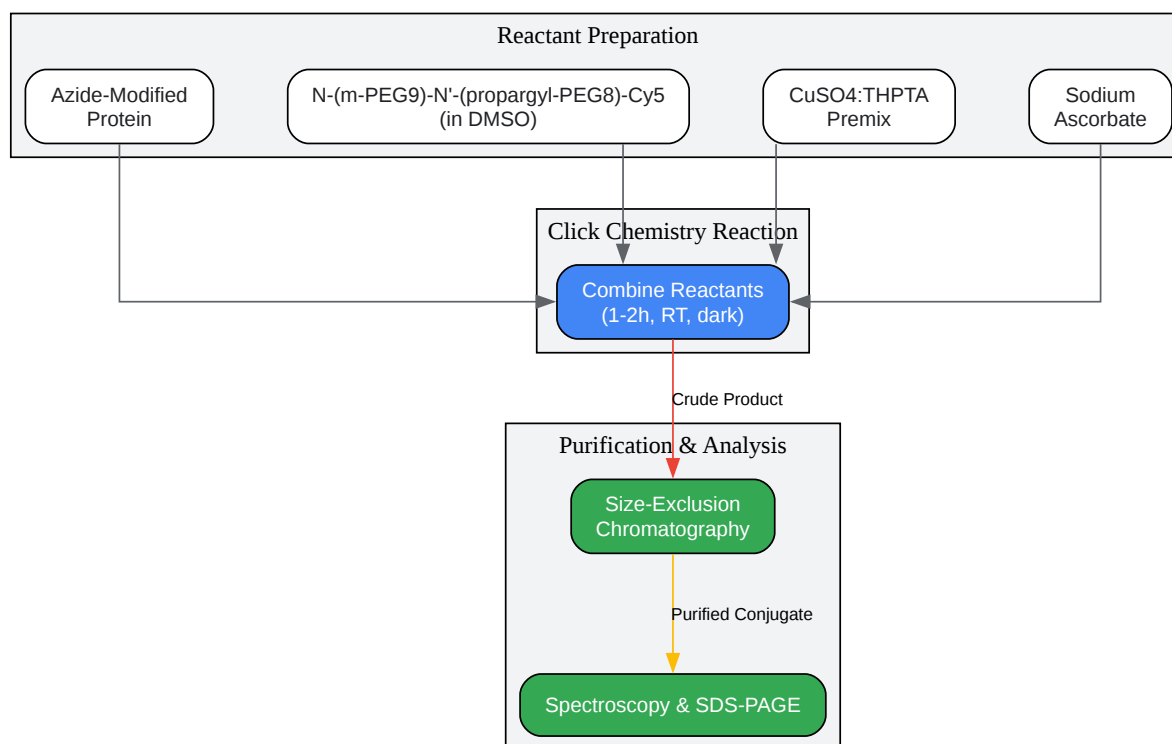 Reactant Preparation
Azide-Modified
Protein
N-(m-PEG9)-N'-(propargyl-PEG8)-Cy5
(in DMSO)
CuSO4:THPTA
Premix
Sodium
Ascorbate
Click Chemistry Reaction
Combine Reactants
(1-2h, RT, dark)
Crude Product
Purification & Analysis
Size-Exclusion
Chromatography
Purified Conjugate
Spectroscopy & SDS-PAGE